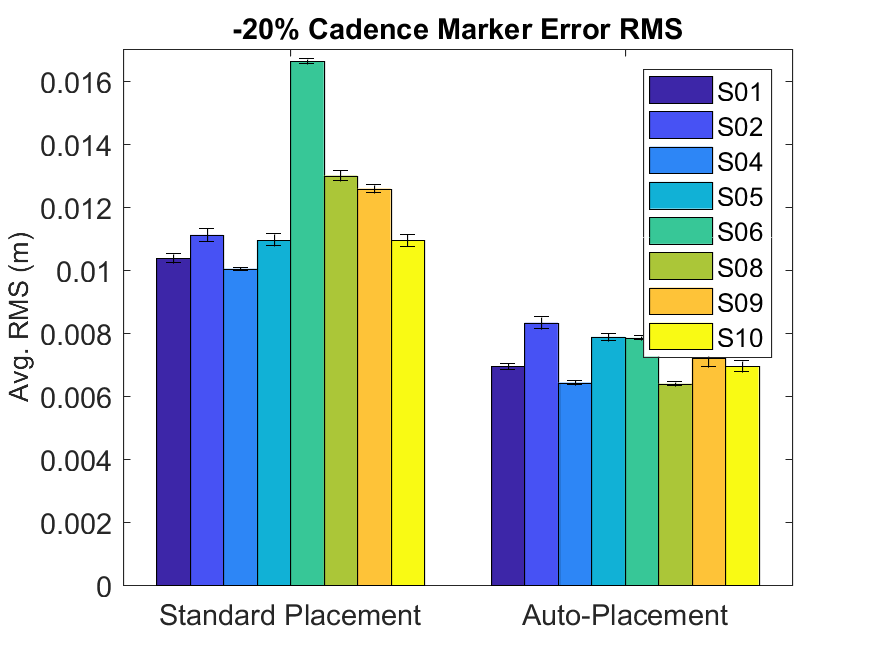 -20% Cadence Marker Error RMS
Avg. RMS (m)
0.016
0.014
0.012
0.01
0.008
0.006
0.004
0.002
0
Standard Placement
Auto-Placement
S01
S02
S04
S05
S06
S08
S09
S10